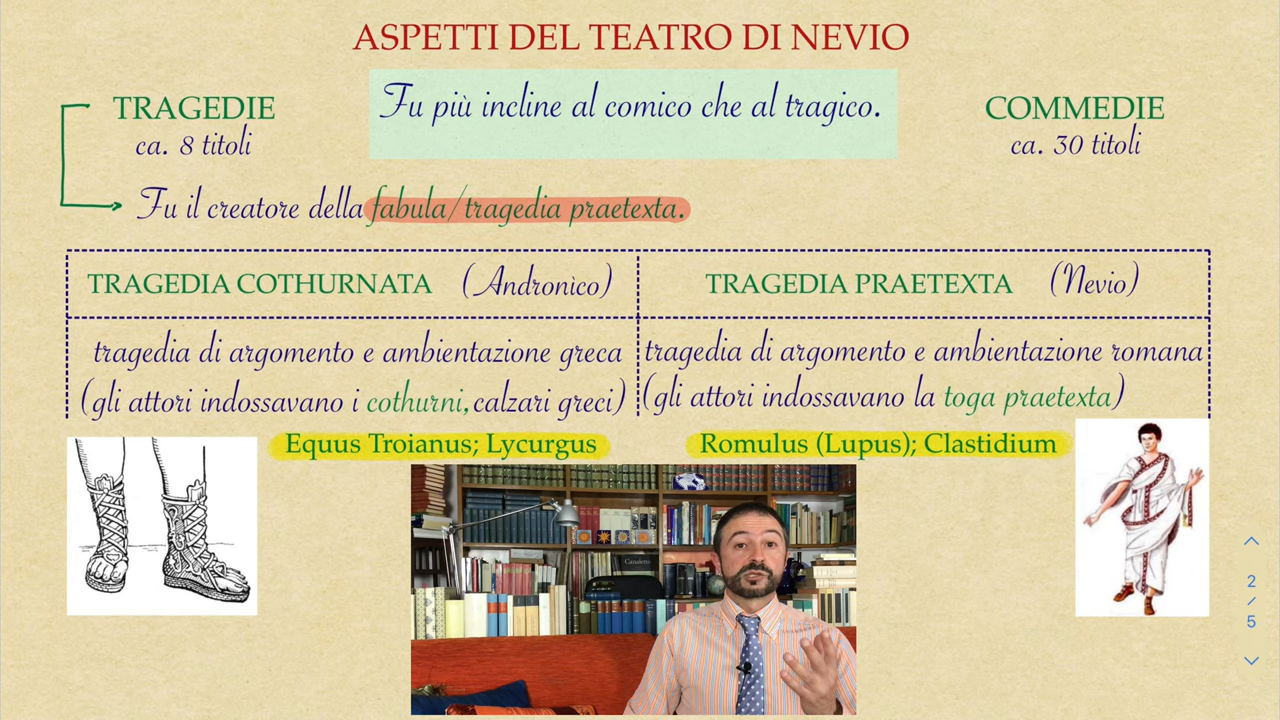 ASPETTI DEL TEATRO DI NEVIO
TRAGEDIE
ca. 8 titoli
Fu più incline al comico che al tragico.
COMMEDIE
ca. 30 titoli
Fu il creatore della fabula/tragedia praetexta.
TRAGEDIA COTHURNATA (Andronìco)
TRAGEDIA PRAETEXTA (Nevio)
tragedia di argomento e ambientazione greca
(gli attori indossavano i cothurni, calzari greci)
tragedia di argomento e ambientazione romana
(gli attori indossavano la toga praetexta)
Equus Troianus; Lycurgus
Romulus (Lupus); Clastidium
Canaletto
2
/
5